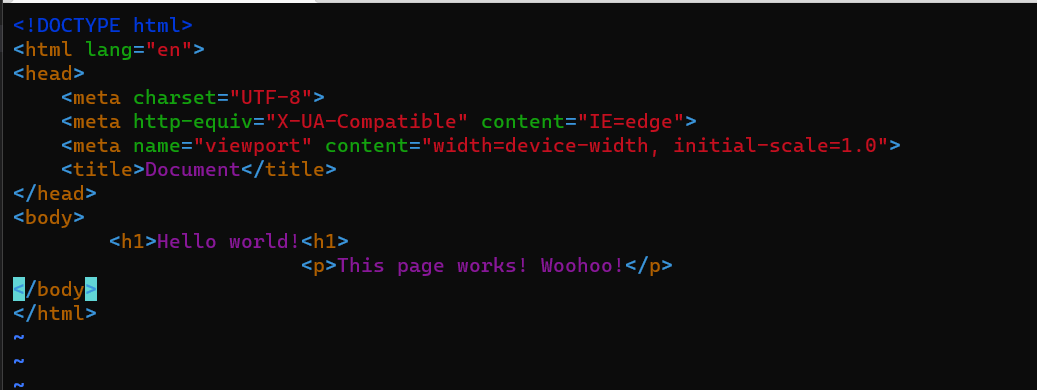 <!DOCTYPE html>
<html lang="en">
<head>
    <meta charset="UTF-8">
    <meta http-equiv="X-UA-Compatible" content="IE=edge">
    <meta name="viewport" content="width=device-width, initial-scale=1.0">
    <title>Document</title>
</head>
<body>
        <h1>Hello world!<h1>
                        <p>This page works! Woohoo!</p>
</body>
</html>
~
~
~